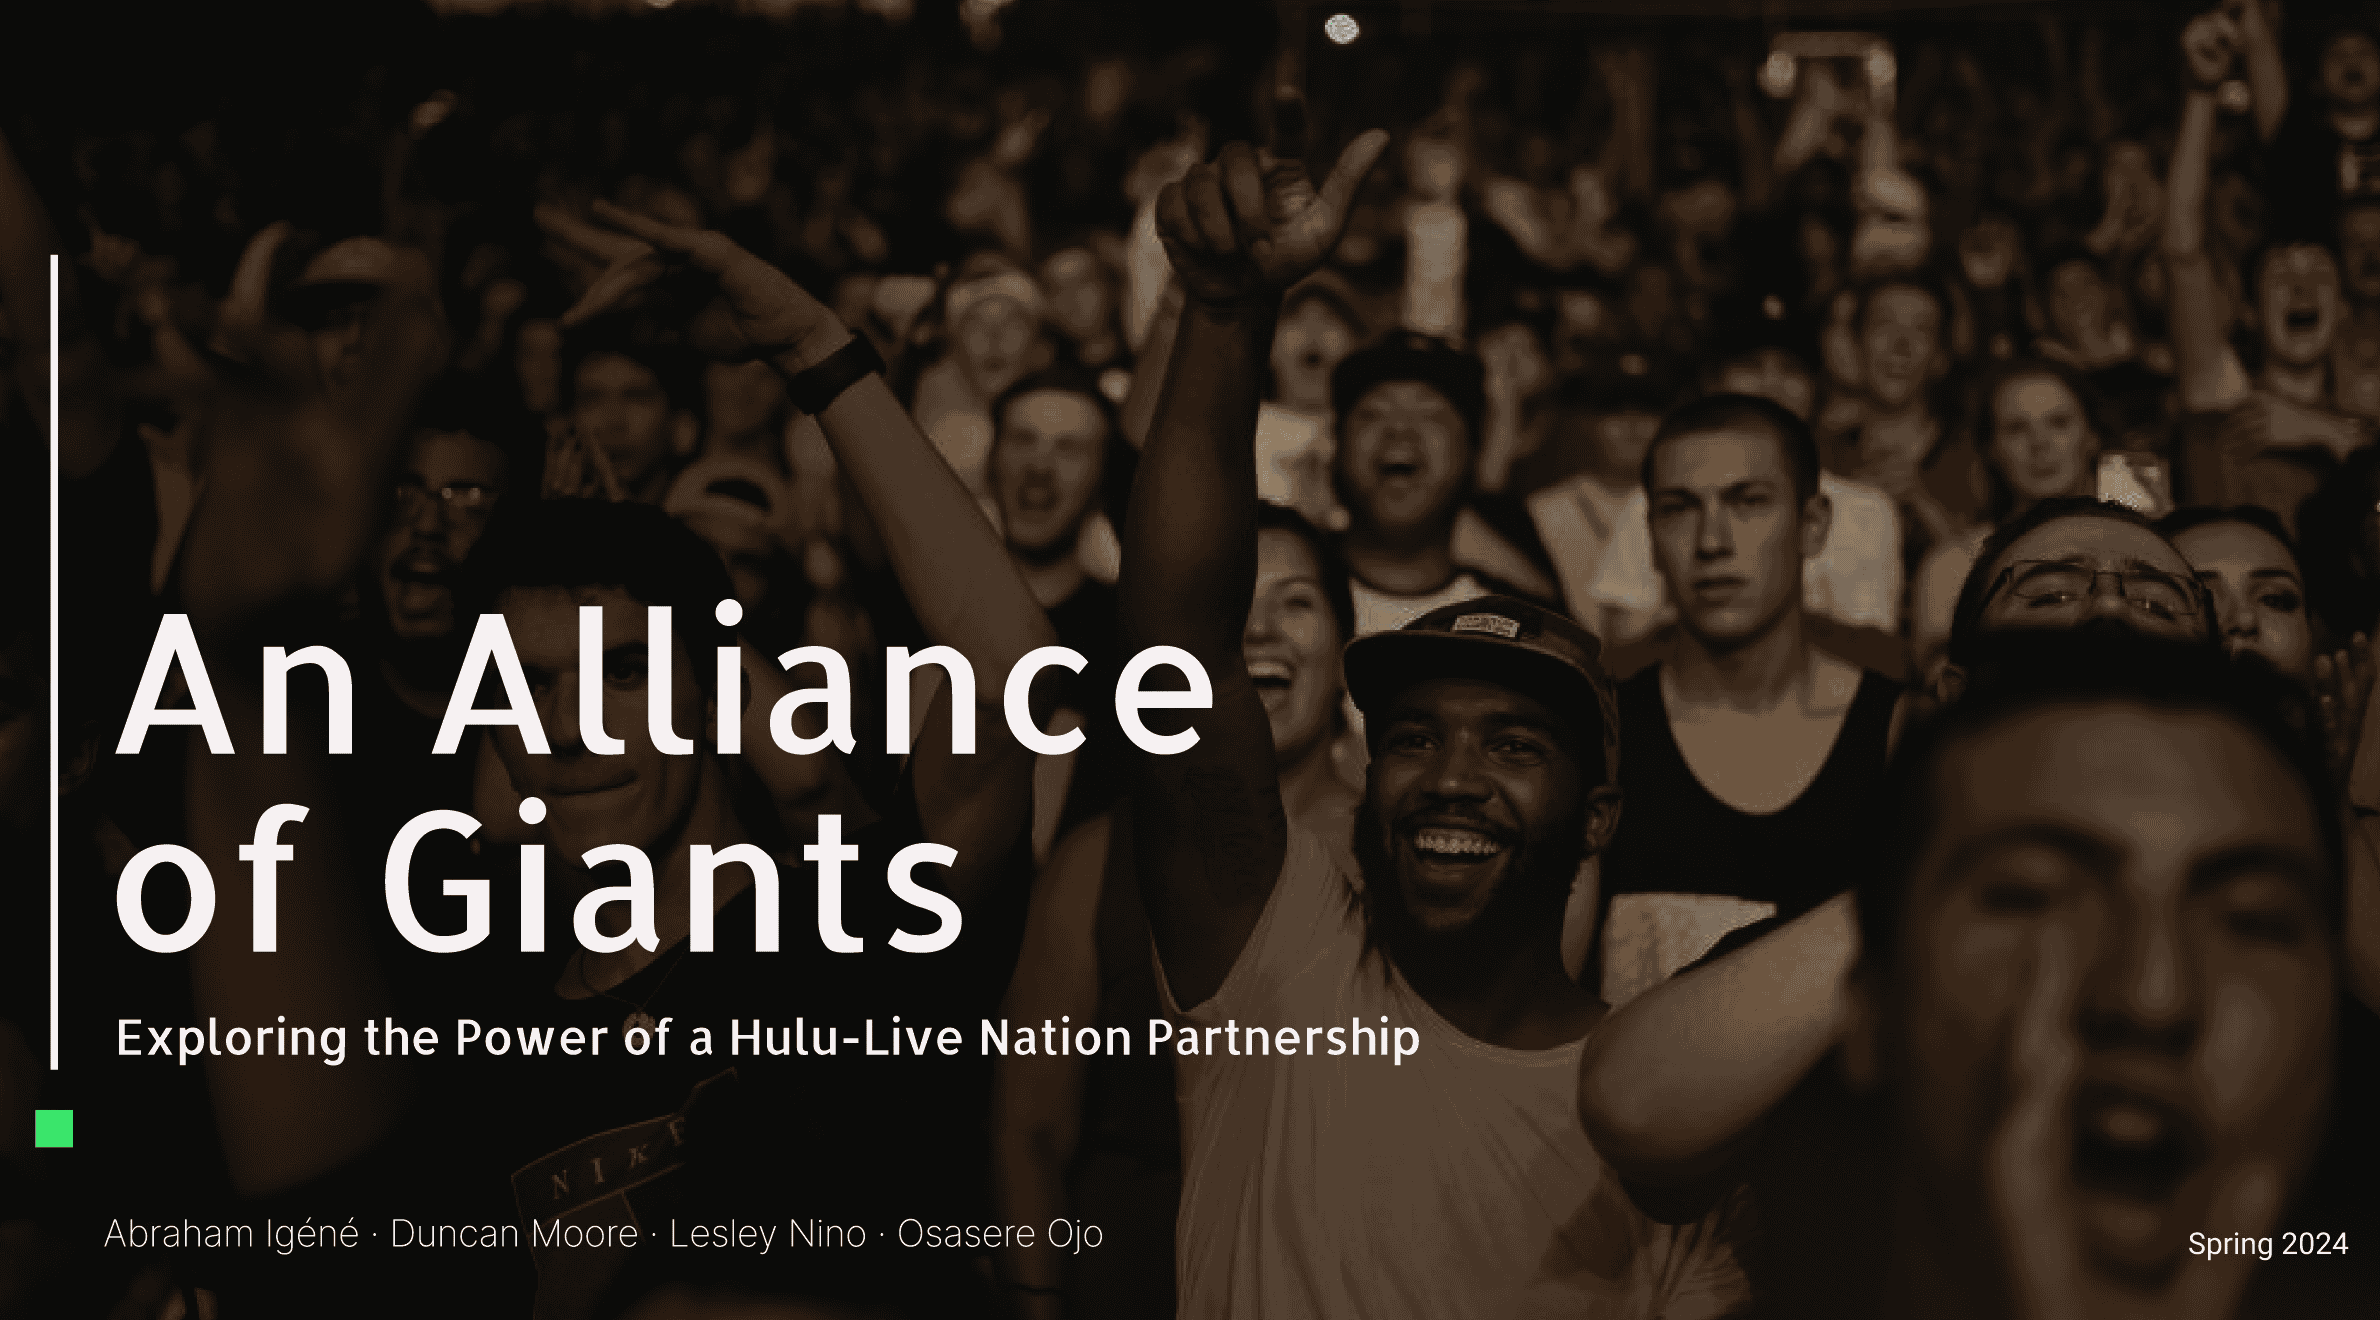 An Alliance
of Giants
Exploring the Power of a Hulu-Live Nation Partnership
NIKE
Abraham Igéné · Duncan Moore · Lesley Nino · Osasere Ojo
Spring 2024